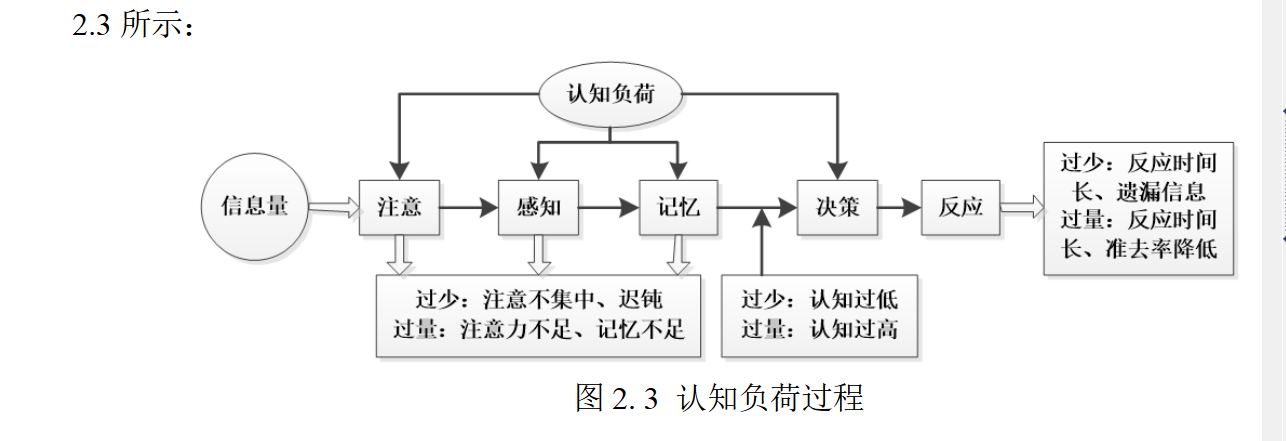 2.3 所示：
认知负荷
信息量
注意
感知
记忆
决策
反应
过少：反应时间
长、遗漏信息
过量：反应时间
长、准去率降低
过少：注意不集中、迟钝
过量：注意力不足、记忆不足
过少：认知过低
过量：认知过高
图 2. 3 认知负荷过程